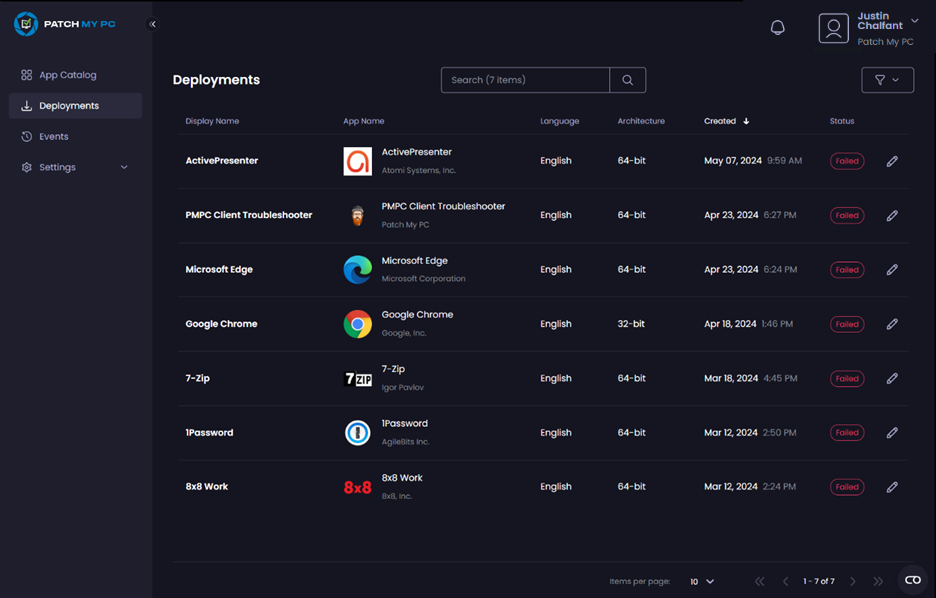 PATCH MY PC
Justin
Chalfant
Patch My PC
App Catalog
Deployments
Events
Settings
Deployments
Search (7 items)
Display Name App Name Language Architecture Created Status
ActivePresenter ActivePresenter Atomi Systems, Inc. English 64-bit May 07, 2024 9:59 AM Failed
PMPC Client Troubleshooter PMPC Client Troubleshooter Patch My PC English 64-bit Apr 23, 2024 6:27 PM Failed
Microsoft Edge Microsoft Edge Microsoft Corporation English 64-bit Apr 23, 2024 6:24 PM Failed
Google Chrome Google Chrome Google, Inc. English 32-bit Apr 18, 2024 1:46 PM Failed
7-Zip 7ZIP 7-Zip Igor Pavlov English 64-bit Mar 18, 2024 4:45 PM Failed
1Password 1Password AgileBits Inc. English 64-bit Mar 12, 2024 2:50 PM Failed
8x8 Work 8x8 8x8 Work 8x8, Inc. English 64-bit Mar 12, 2024 2:24 PM Failed
Items per page: 10 1 - 7 of 7